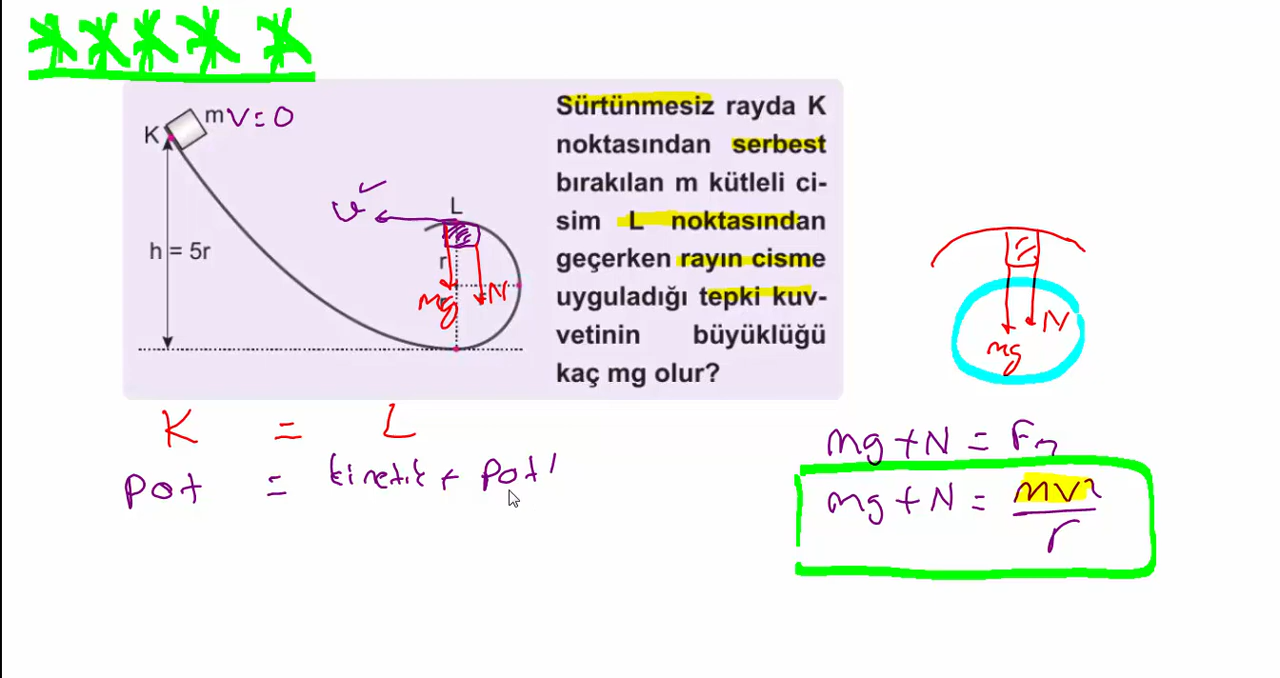 m V=0
K
h = 5r
v
L
r
mg
N
Sürtünmesiz rayda K
noktasından serbest
bırakılan m kütleli ci-
sim L noktasından
geçerken rayın cisme
uyguladığı tepki kuv-
vetinin büyüklüğü
kaç mg olur?
N
mg
K = L
pot = kinetik + pot
mg + N = Fm
mg + N = mv²
r